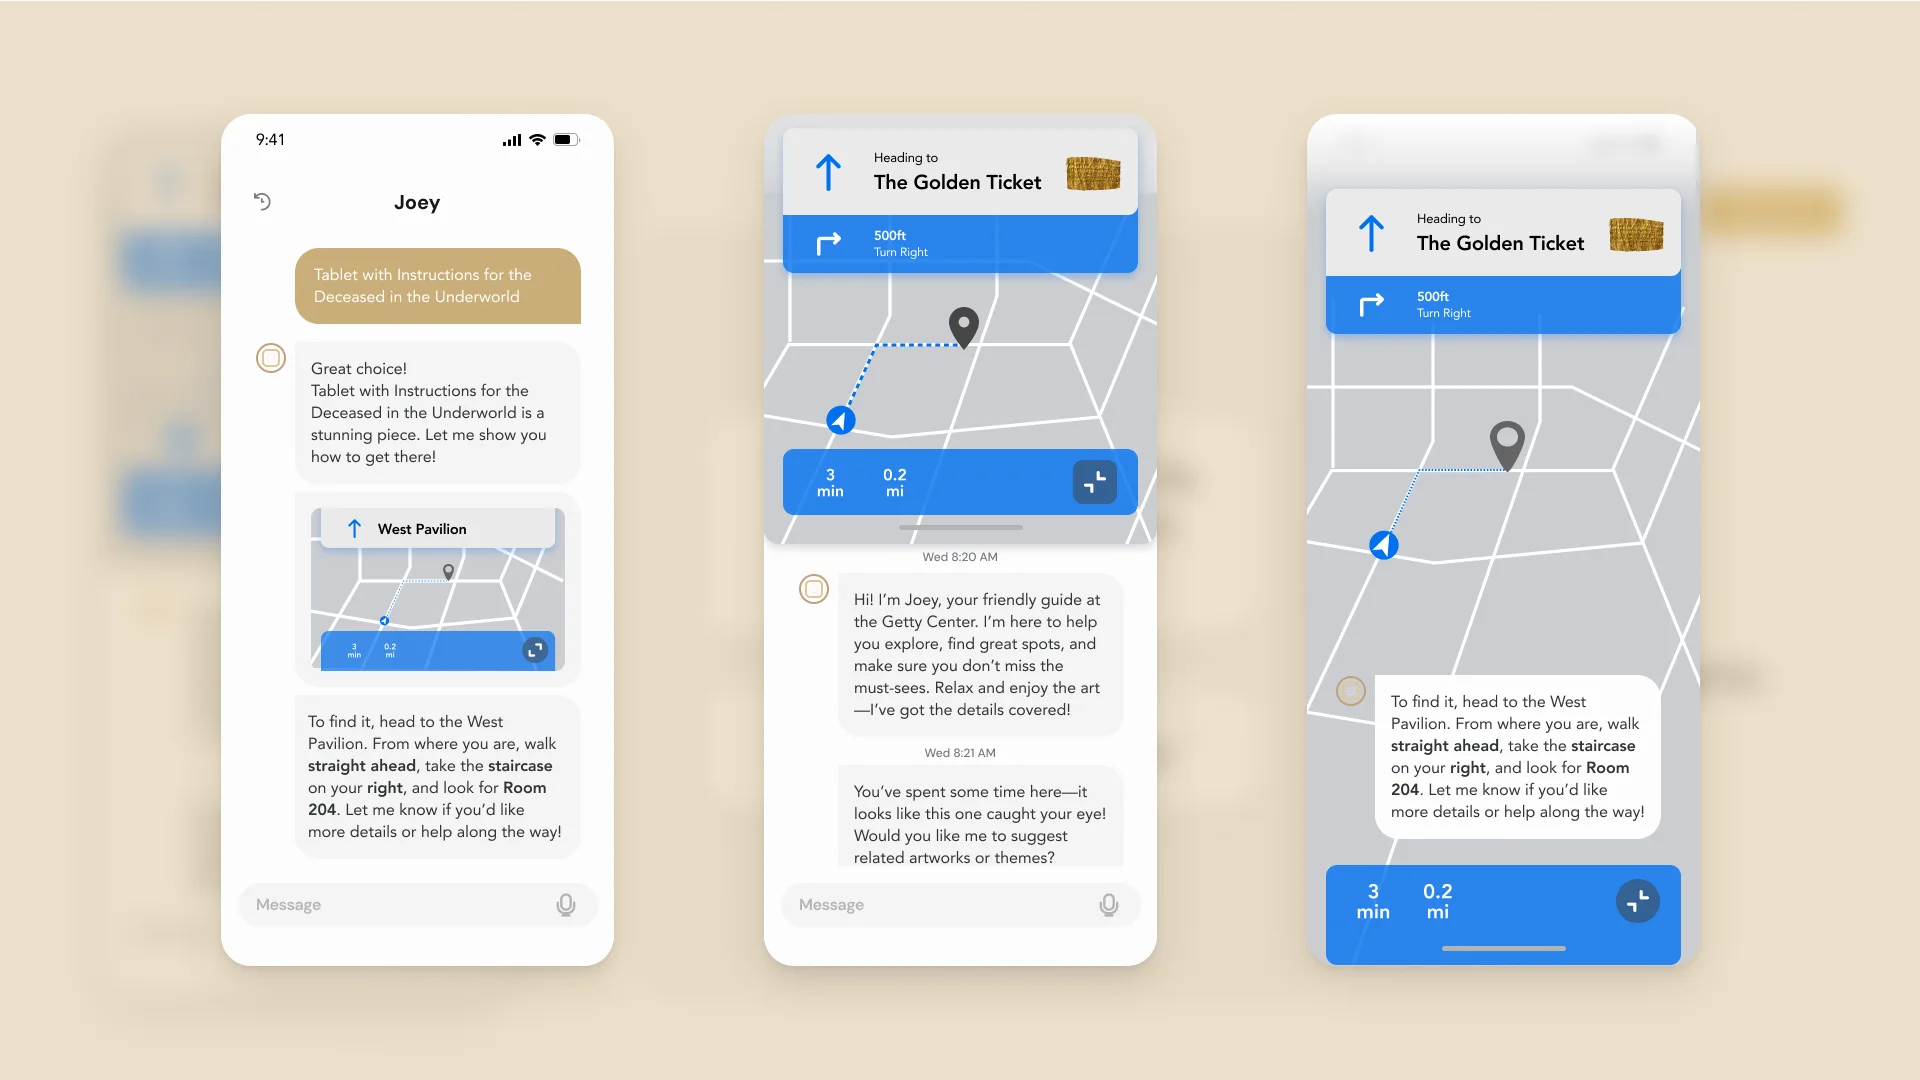 9:41
Joey
Tablet with Instructions for the
Deceased in the Underworld
Great choice!
Tablet with Instructions for the
Deceased in the Underworld is a
stunning piece. Let me show you
how to get there!
West Pavilion
3
min
0.2
mi
To find it, head to the West
Pavilion. From where you are, walk
straight ahead, take the staircase
on your right, and look for Room
204. Let me know if you’d like
more details or help along the way!
Message
Heading to
The Golden Ticket
500ft
Turn Right
3
min
0.2
mi
Wed 8:20 AM
Hi! I’m Joey, your friendly guide at
the Getty Center. I’m here to help
you explore, find great spots, and
make sure you don’t miss the
must-sees. Relax and enjoy the art
—I’ve got the details covered!
Wed 8:21 AM
You’ve spent some time here—it
looks like this one caught your eye!
Would you like me to suggest
related artworks or themes?
Message
Heading to
The Golden Ticket
500ft
Turn Right
To find it, head to the West
Pavilion. From where you are, walk
straight ahead, take the staircase
on your right, and look for Room
204. Let me know if you’d like
more details or help along the way!
3
min
0.2
mi